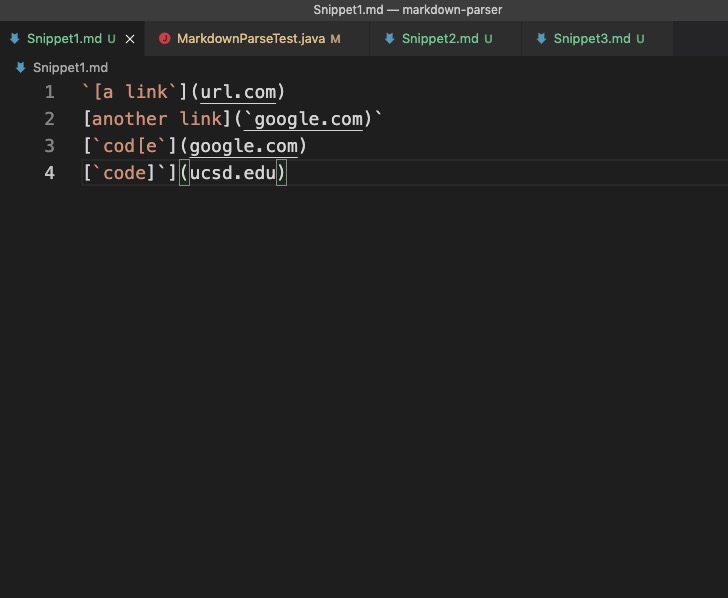 Snippet1.md — markdown-parser
Snippet1.md U MarkdownParseTest.java M Snippet2.md U Snippet3.md U
Snippet1.md
1 `[a link`](url.com)
2 [another link](`google.com)`
3 [`cod[e`](google.com)
4 [`code]`](ucsd.edu)